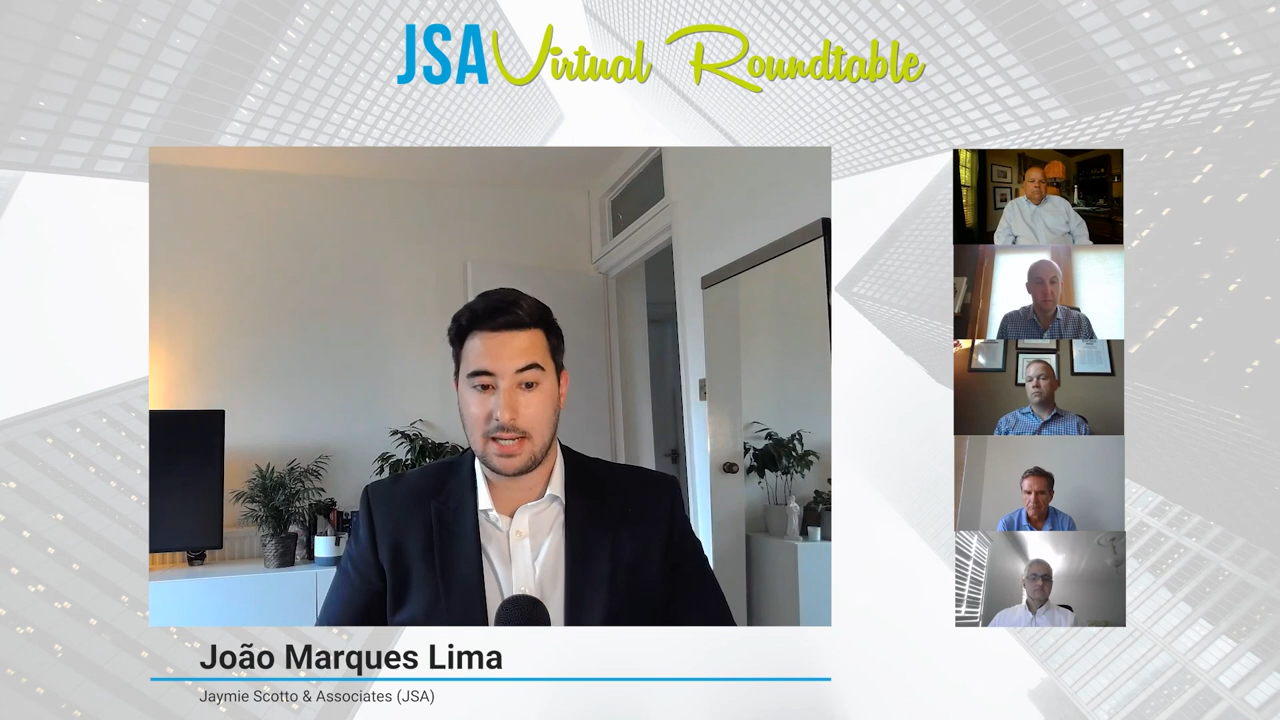 JSA Virtual Roundtable
João Marques Lima
Jaymie Scotto & Associates (JSA)